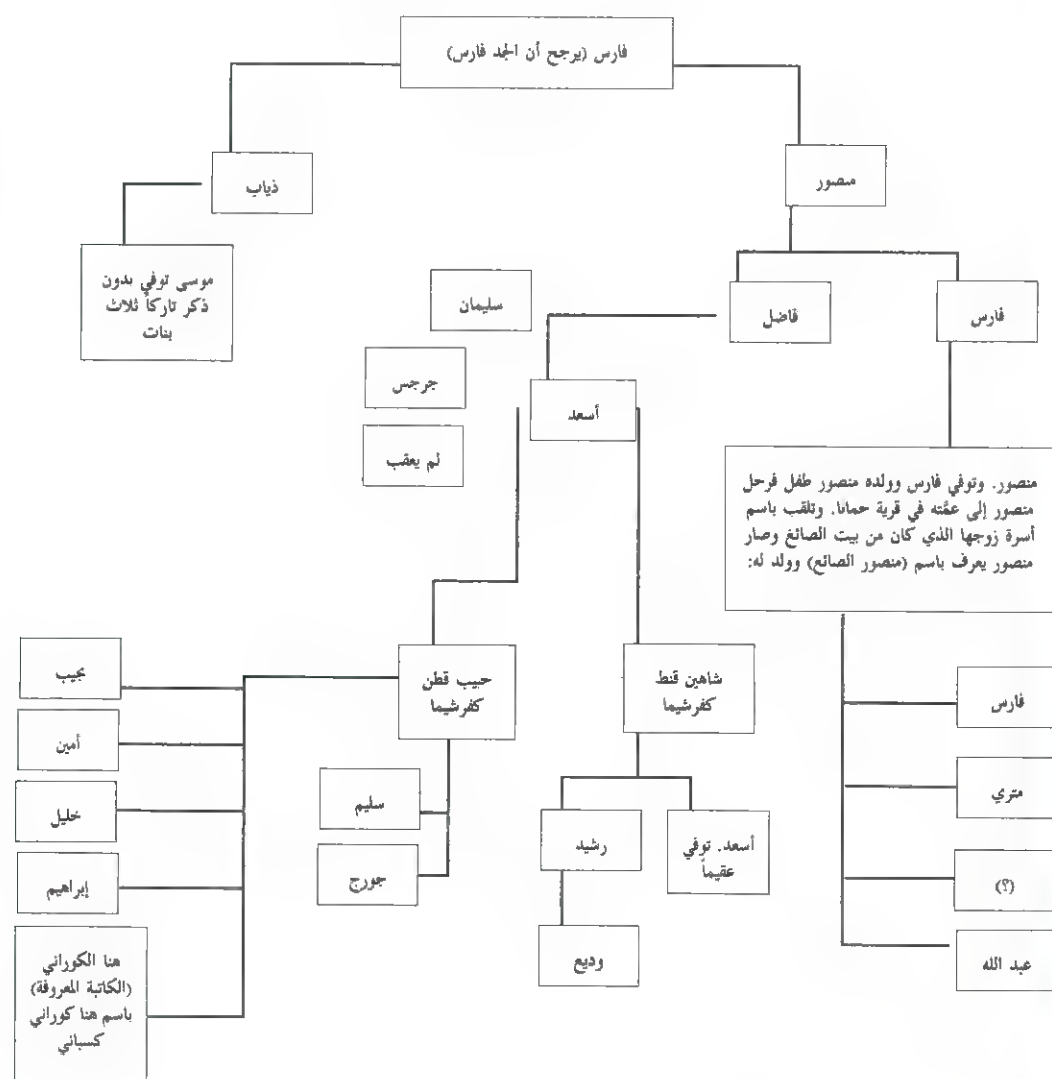 فارس (يرجح أن الجد فارس)
ذياب
منصور
موسى توفي بدون
ذكر تاركاً ثلاث
بنات
سليمان
فاضل
فارس
جرجس
أسعد
لم يعقب
منصور. وتوفي فارس وولده منصور طفل فرحل
منصور إلى عمَّته في قرية حمانا. وتلقب باسم
أسرة زوجها الذي كان من بيت الصائغ وصار
منصور يعرف باسم (منصور الصائع) وولد له:
حبيب قطن
كفرشيما
شاهين قنط
كفرشيما
نجيب
أمين
خليل
إبراهيم
هنا الكوراني
(الكاتبة المعروفة)
باسم هنا كوراني
كسباني
سليم
جورج
رشيد
أسعد. توفي
عقيماً
وديع
فارس
متري
(؟)
عبد الله